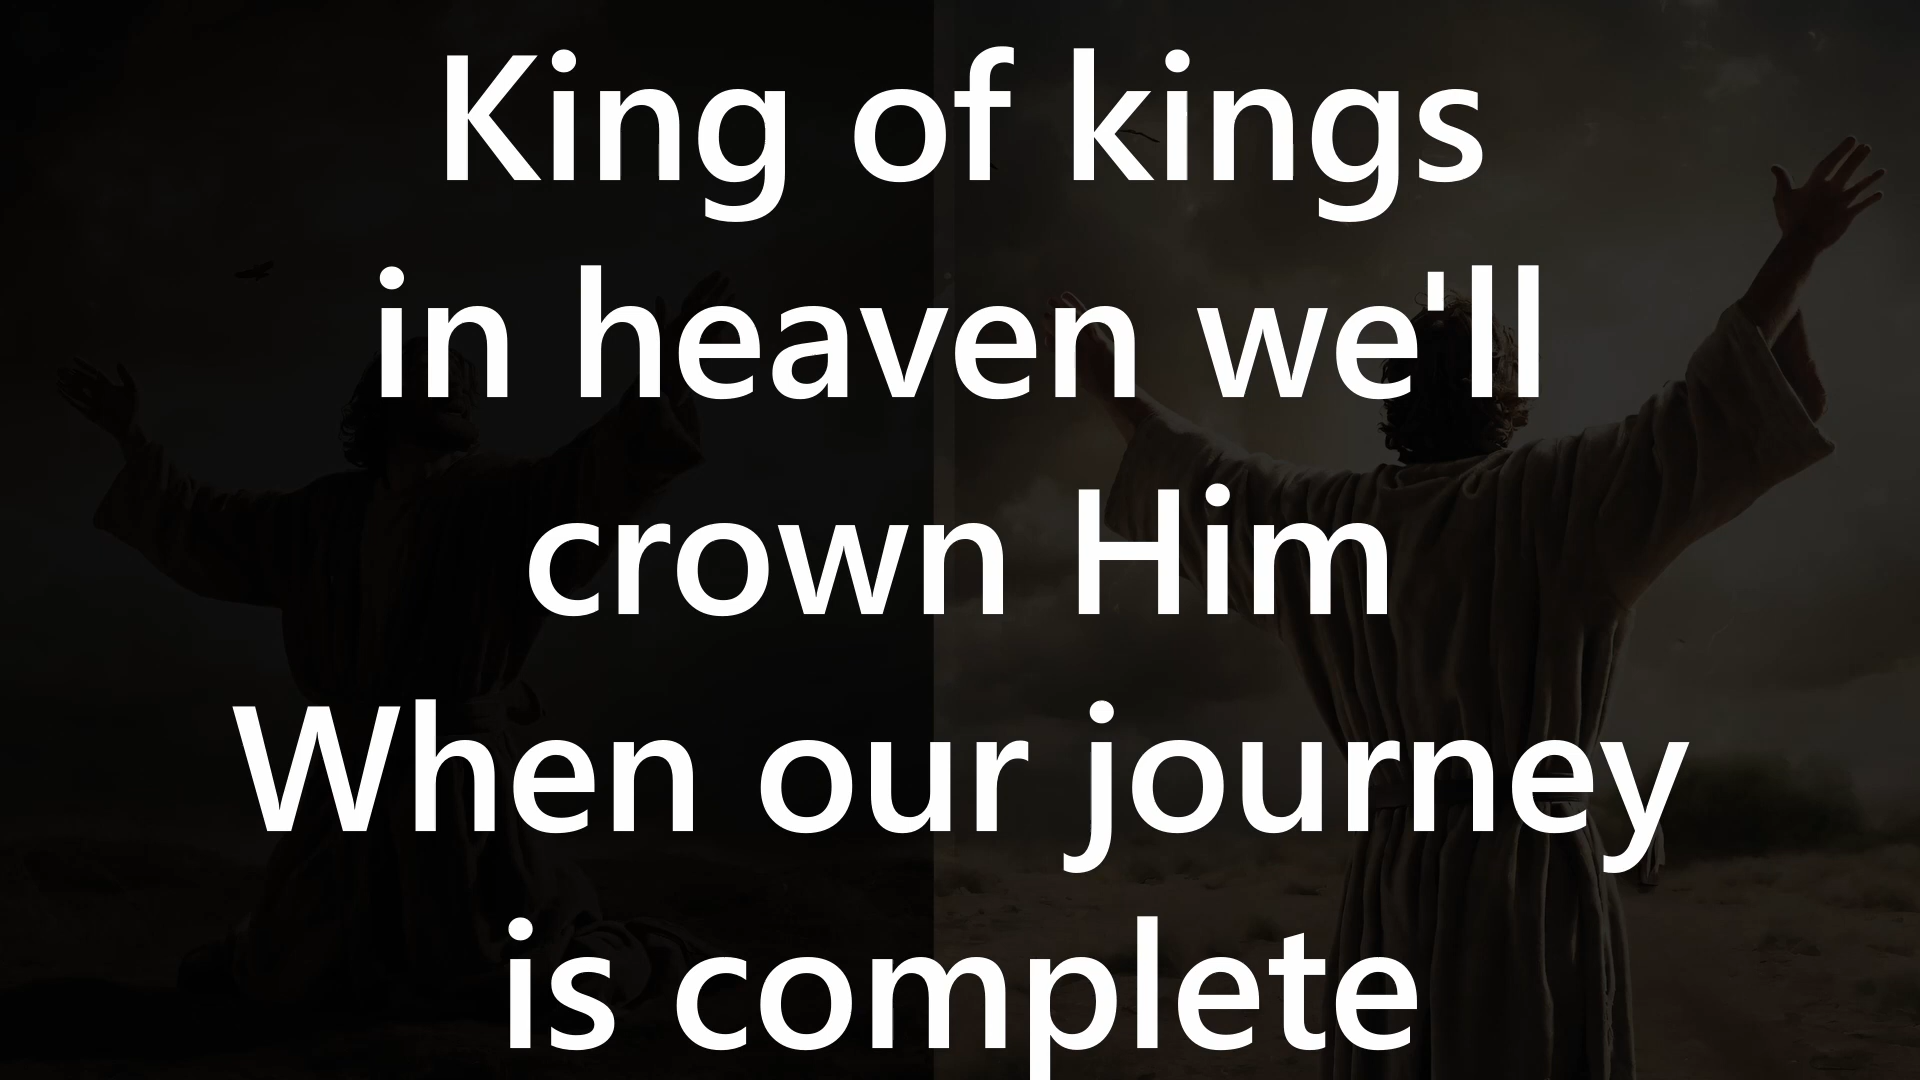 King of kings
in heaven we'll
crown Him
When our journey
is complete